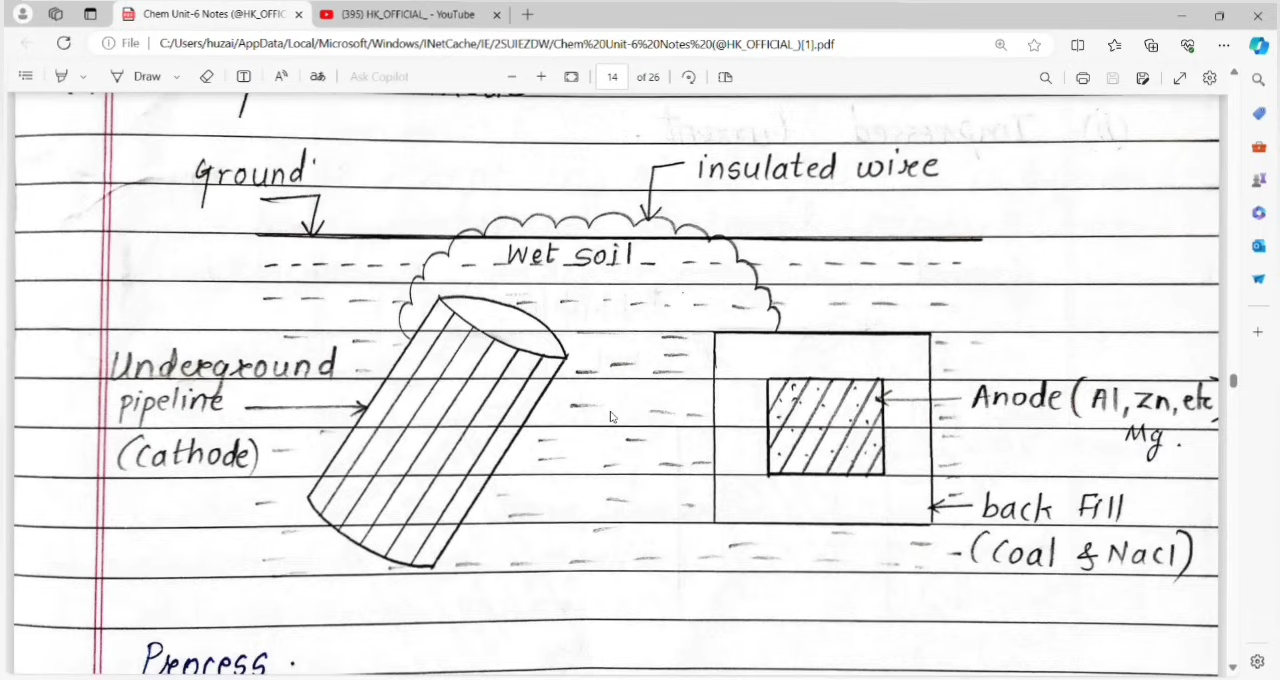 Chem Unit-6 Notes (@HK_OFFIC
(395) HK_OFFICIAL_ - YouTube
File
C:/Users/huzai/AppData/Local/Microsoft/Windows/INetCache/IE/2SUIEZDW/Chem%20Unit-6%20Notes%20(@HK_OFFICIAL_)[1].pdf
Draw
Ask Copilot
14
of 26
Ground
insulated wire
Wet soil
Underground
pipeline
(Cathode)
Anode (Al, Zn, etc
Mg.
back Fill
(Coal & Nacl)
Process.